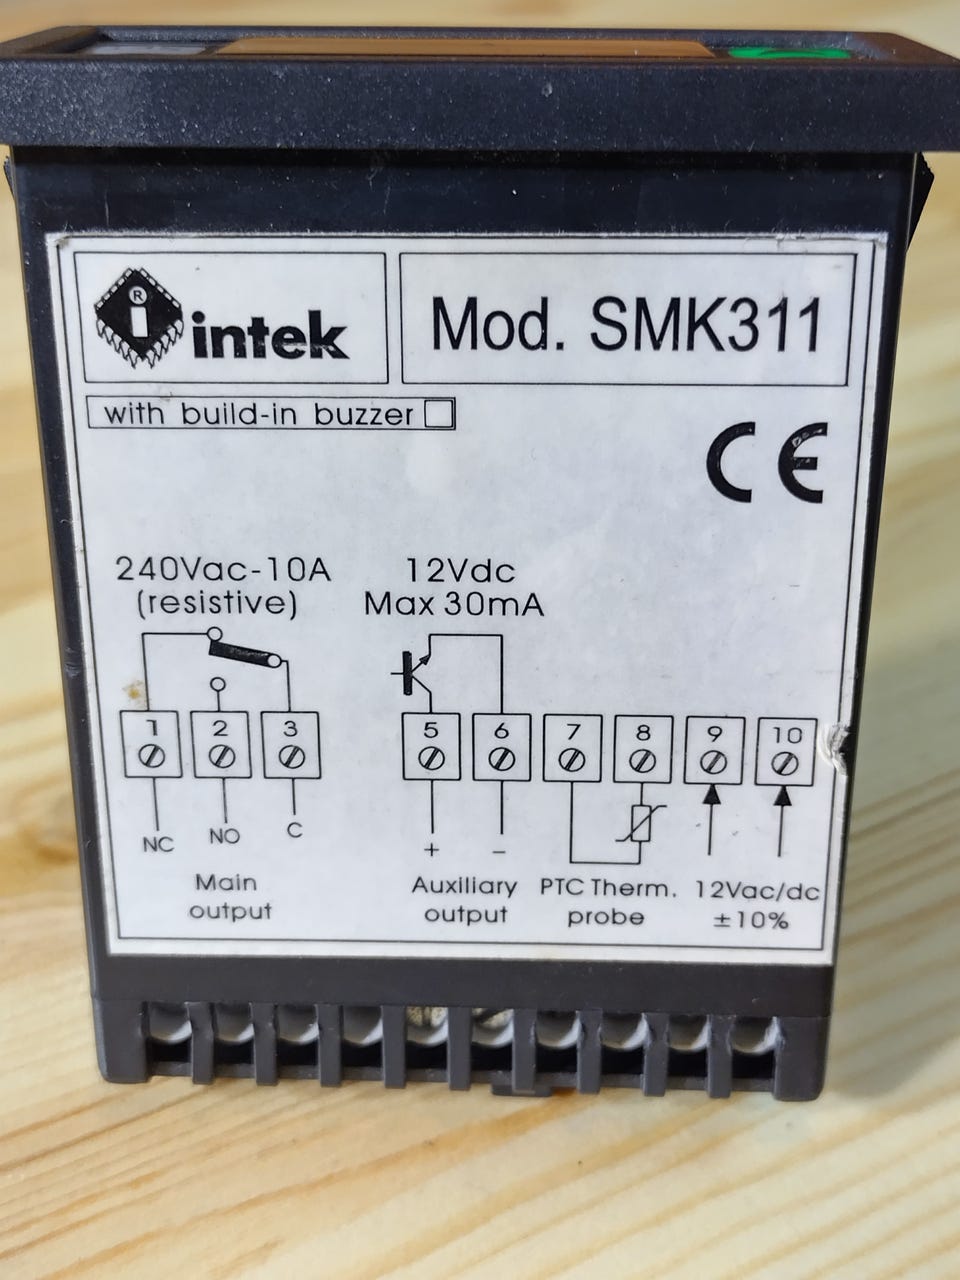 ® intek
Mod. SMK311
with build-in buzzer
CE
240Vac-10A
(resistive)
12Vdc
Max 30mA
1 2 3 5 6 7 8 9 10
NC NO C + –
Main
output
Auxiliary
output
PTC Therm.
probe
12Vac/dc
±10%